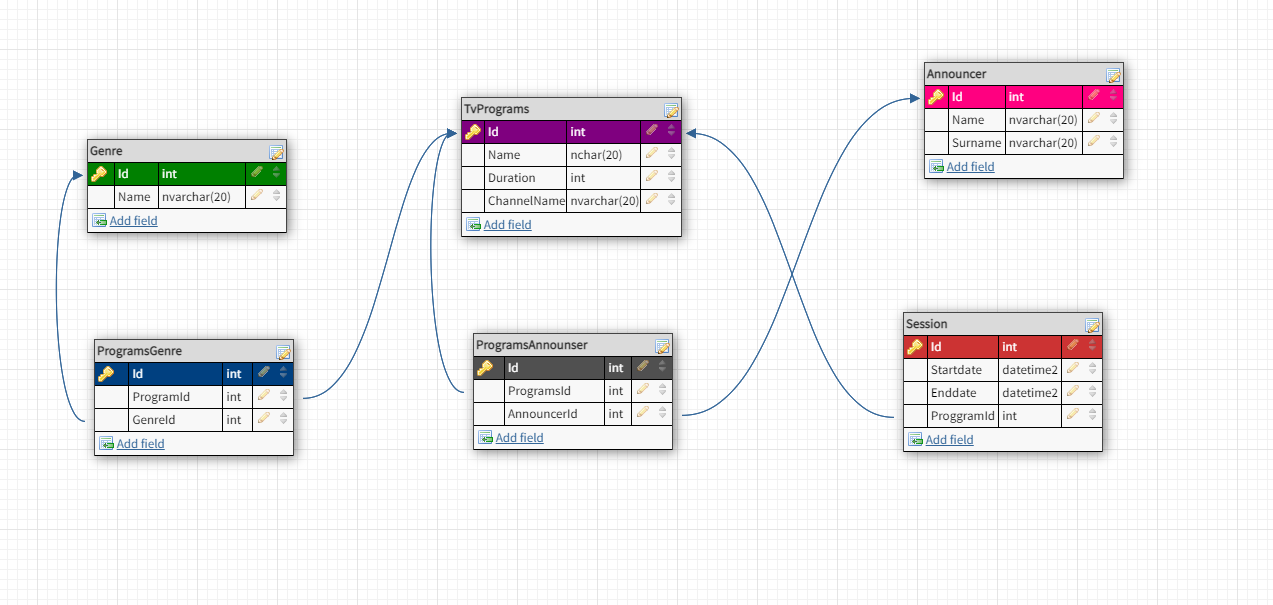 Genre
Id int
Name nvarchar(20)
Add field
TvPrograms
Id int
Name nchar(20)
Duration int
ChannelName nvarchar(20)
Add field
Announcer
Id int
Name nvarchar(20)
Surname nvarchar(20)
Add field
ProgramsGenre
Id int
ProgramId int
GenreId int
Add field
ProgramsAnnounser
Id int
ProgramsId int
AnnouncerId int
Add field
Session
Id int
Startdate datetime2
Enddate datetime2
ProggramId int
Add field